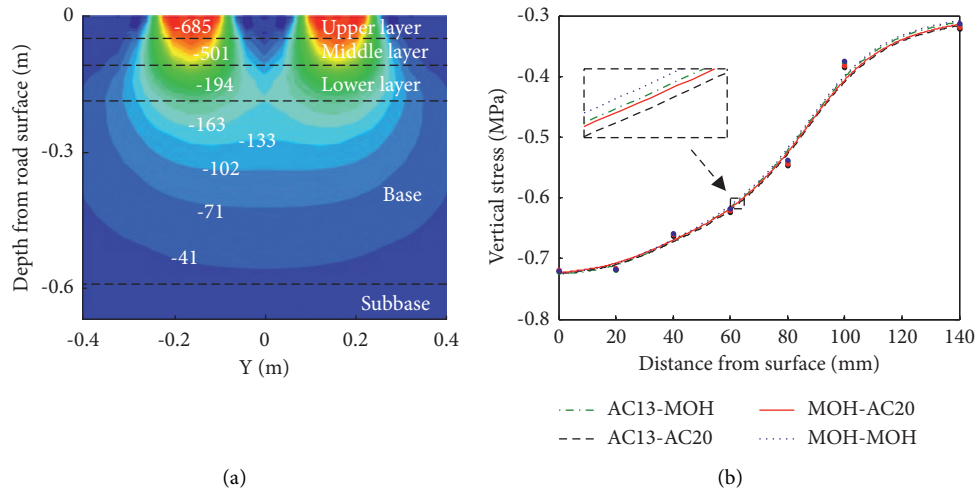 0
-0.3
-0.6
Depth from road surface (m)
-685
Upper layer
-501
Middle layer
-194
Lower layer
-163
-133
-102
Base
-71
-41
Subbase
-0.4
-0.2
0
0.2
0.4
Y (m)
(a)
-0.3
-0.4
-0.5
-0.6
-0.7
-0.8
Vertical stress (MPa)
0
20
40
60
80
100
120
140
Distance from surface (mm)
AC13-MOH
MOH-AC20
AC13-AC20
MOH-MOH
(b)